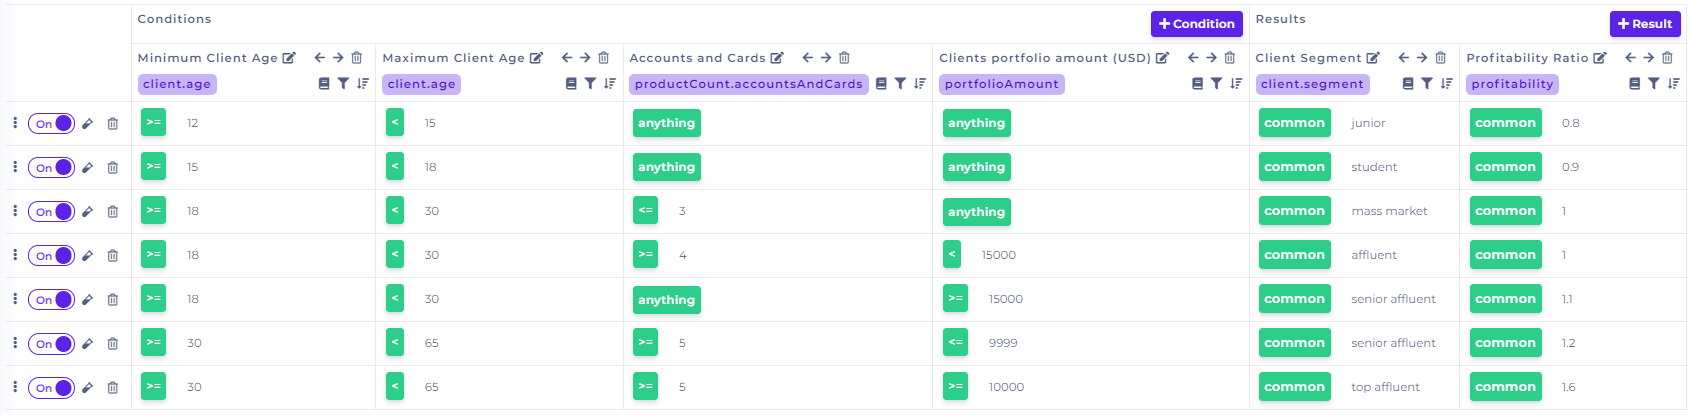 Conditions + Condition Results + Result
Minimum Client Age Maximum Client Age Accounts and Cards Clients portfolio amount (USD) Client Segment Profitability Ratio
client.age client.age productCount.accountsAndCards portfolioAmount client.segment profitability
On >= 12 < 15 anything anything common junior common 0.8
On >= 15 < 18 anything anything common student common 0.9
On >= 18 < 30 <= 3 anything common mass market common 1
On >= 18 < 30 >= 4 < 15000 common affluent common 1
On >= 18 < 30 anything >= 15000 common senior affluent common 1.1
On >= 30 < 65 >= 5 <= 9999 common senior affluent common 1.2
On >= 30 < 65 >= 5 >= 10000 common top affluent common 1.6